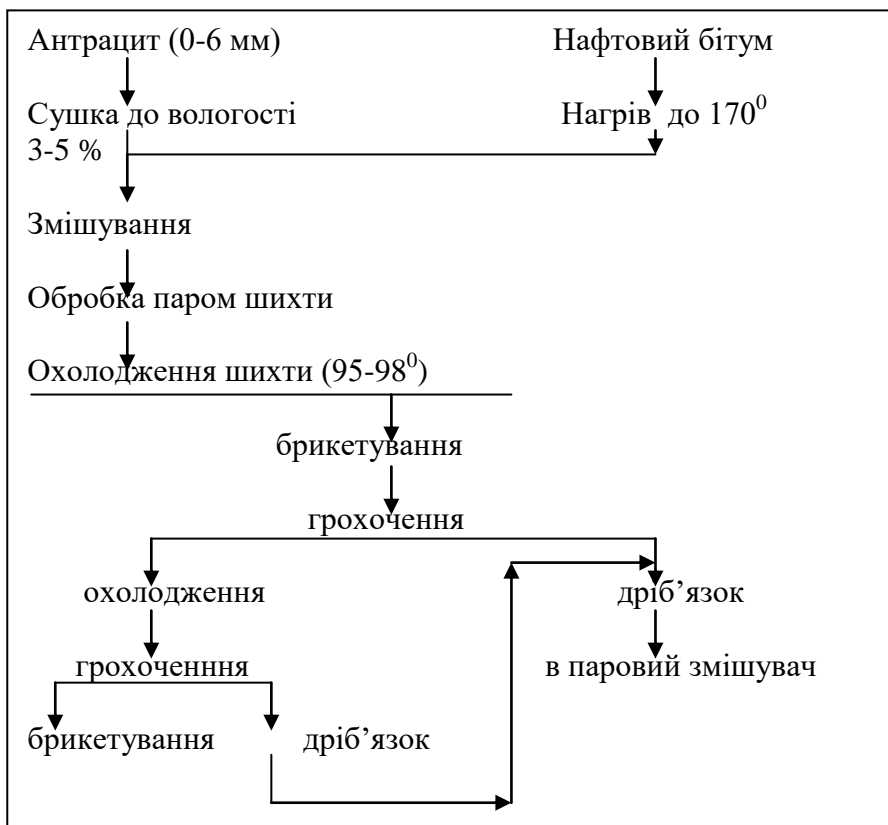 Антрацит (0-6 мм)
Нафтовий бітум
Сушка до вологості
3-5 %
Нагрів до 170⁰
Змішування
Обробка паром шихти
Охолодження шихти (95-98⁰)
брикетування
грохочення
охолодження
дріб’язок
грохоченння
в паровий змішувач
брикетування
дріб’язок